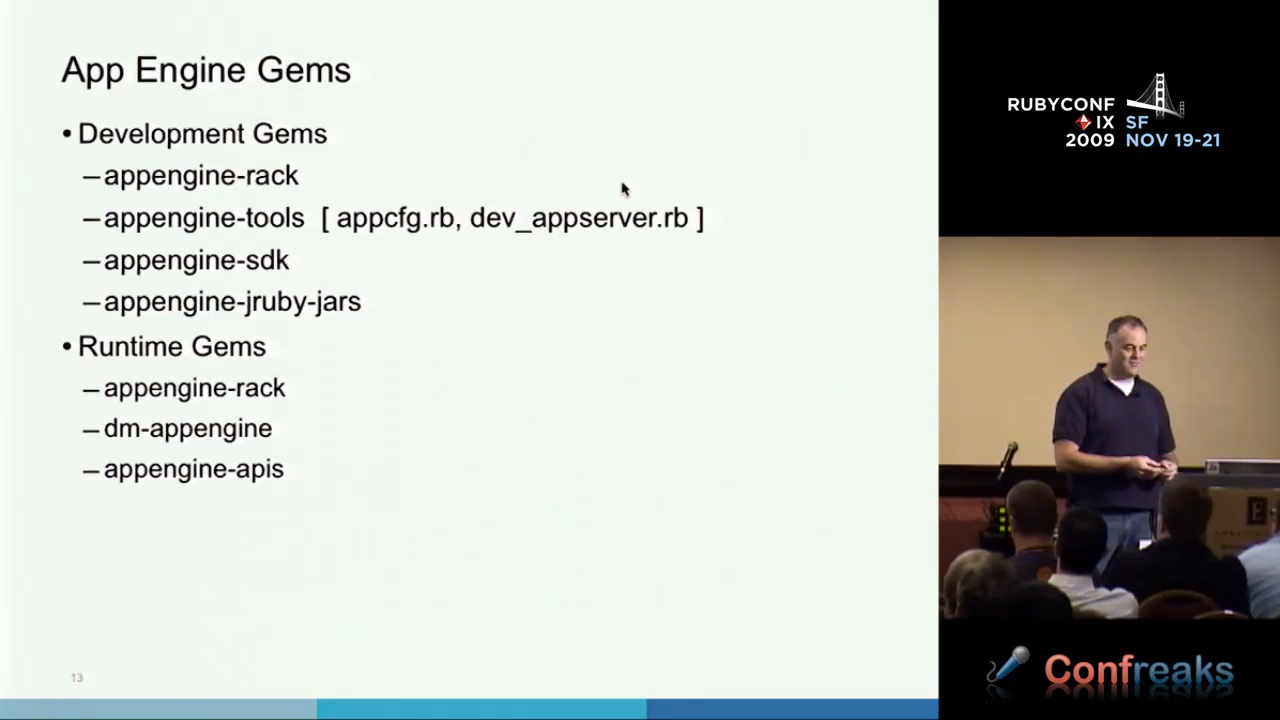 App Engine Gems
• Development Gems
– appengine-rack
– appengine-tools [ appcfg.rb, dev_appserver.rb ]
– appengine-sdk
– appengine-jruby-jars
• Runtime Gems
– appengine-rack
– dm-appengine
– appengine-apis
13
RUBYCONF
IX SF
2009 NOV 19-21
E
Confreaks